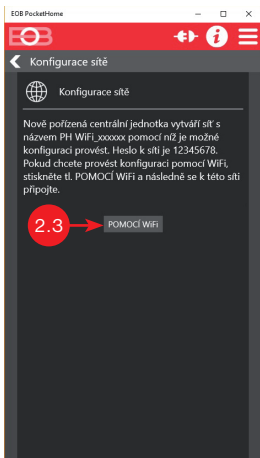 EOB PocketHome
EOB
Konfigurace sítě
Konfigurace sítě
Nově pořízená centrální jednotka vytváří síť s
názvem PH WiFi_xxxxxx pomocí níž je možné
konfiguraci provést. Heslo k síti je 12345678.
Pokud chcete provést konfiguraci pomocí WiFi,
stiskněte tl. POMOCÍ WiFi a následně se k této síti
připojte.
2.3
POMOCÍ WiFi